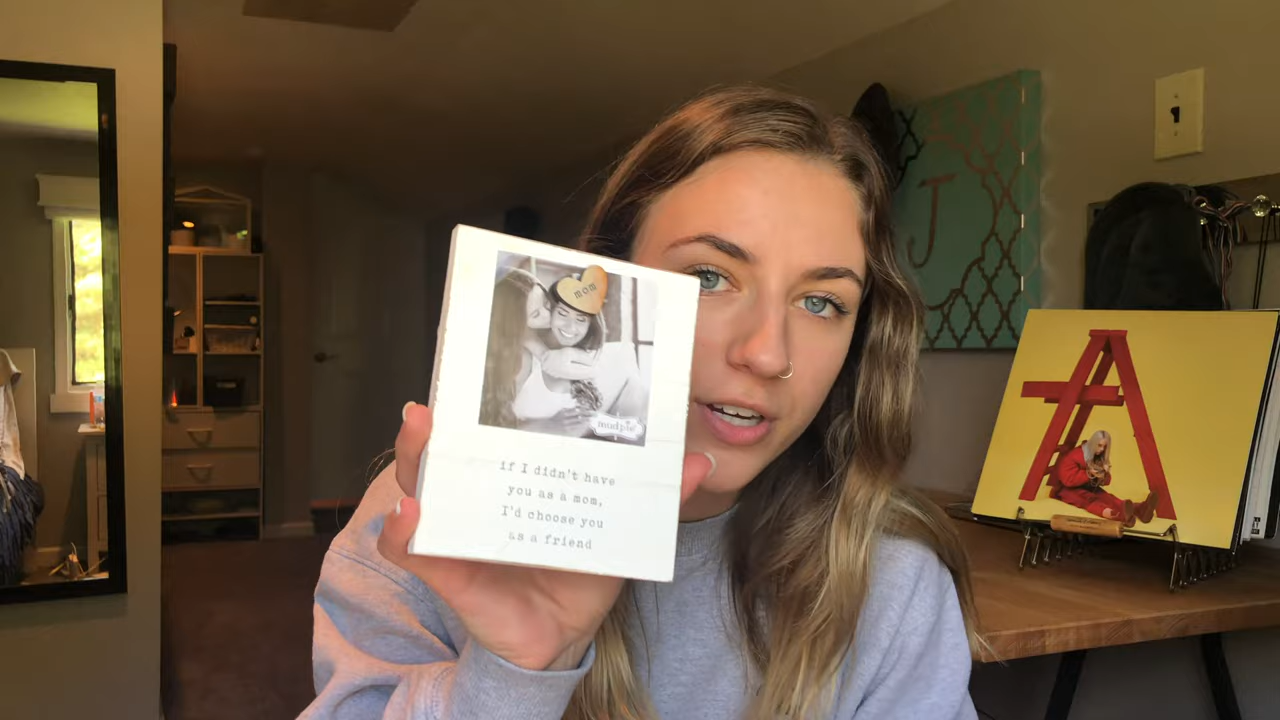 mom
mudpie
if I didn't have
you as a mom,
I'd choose you
as a friend
J